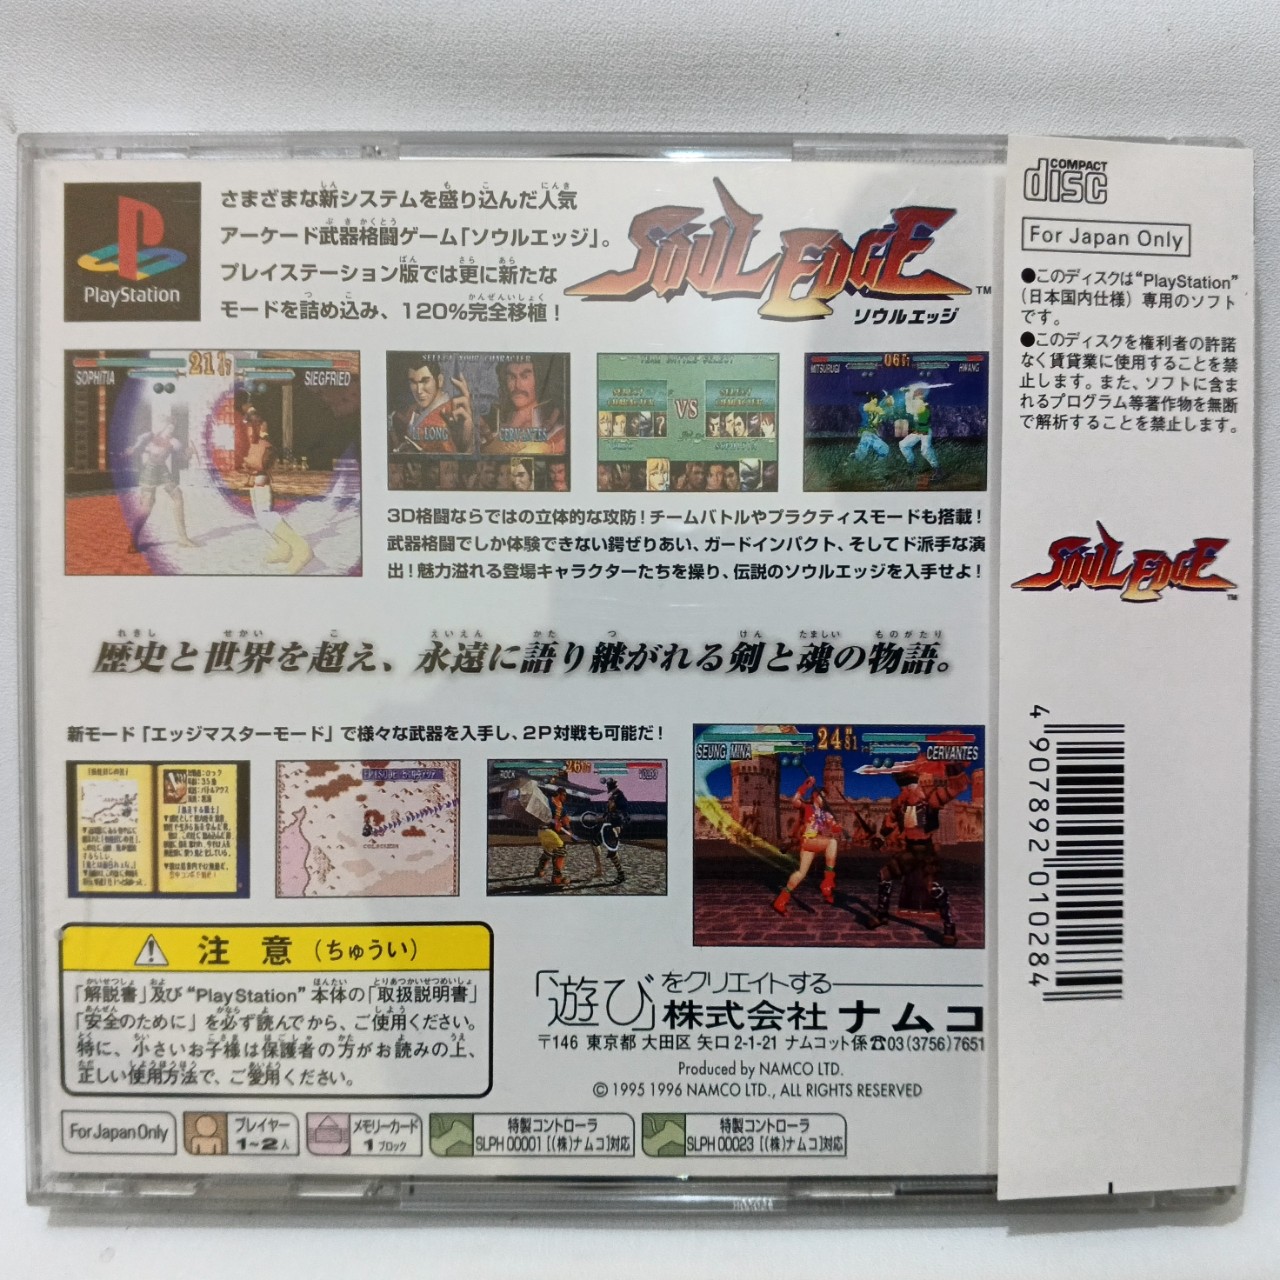 PlayStation
さまざまな新システムを盛り込んだ人気
アーケード武器格闘ゲーム「ソウルエッジ」。
プレイステーション版では更に新たな
モードを詰め込み、120%完全移植！
SOUL EDGE™
ソウルエッジ
SOPHITIA
21
SIEGFRIED
SELECT YOUR CHARACTER
LI LONG
CERVANTES
VS
MITSURUGI
06
HWANG
3D格闘ならではの立体的な攻防！チームバトルやプラクティスモードも搭載！
武器格闘でしか体験できない鍔ぜりあい、ガードインパクト、そしてド派手な演
出！魅力溢れる登場キャラクターたちを操り、伝説のソウルエッジを入手せよ！
歴史と世界を超え、永遠に語り継がれる剣と魂の物語。
新モード「エッジマスターモード」で様々な武器を入手し、2P対戦も可能だ！
ROCK
26
SEUNG MINA
24 81
CERVANTES
注意（ちゅうい）
「解説書」及び“PlayStation”本体の「取扱説明書」
「安全のために」を必ず読んでから、ご使用ください。
特に、小さいお子様は保護者の方がお読みの上、
正しい使用方法で、ご愛用ください。
「遊び」をクリエイトする
株式会社ナムコ
〒146 東京都 大田区 矢口 2-1-21 ナムコット係☎03(3756)7651
Produced by NAMCO LTD.
© 1995 1996 NAMCO LTD., ALL RIGHTS RESERVED
For Japan Only
プレイヤー
1~2人
メモリーカード
1ブロック
特製コントローラ
SLPH 00001 [(株)ナムコ]対応
特製コントローラ
SLPH 00023 [(株)ナムコ]対応
COMPACT
disc
For Japan Only
●このディスクは“PlayStation”
（日本国内仕様）専用のソフト
です。
●このディスクを権利者の許諾
なく賃貸業に使用することを禁
止します。また、ソフトに含ま
れるプログラム等著作物を無断
で解析することを禁止します。
SOUL EDGE™
4 907892 010284